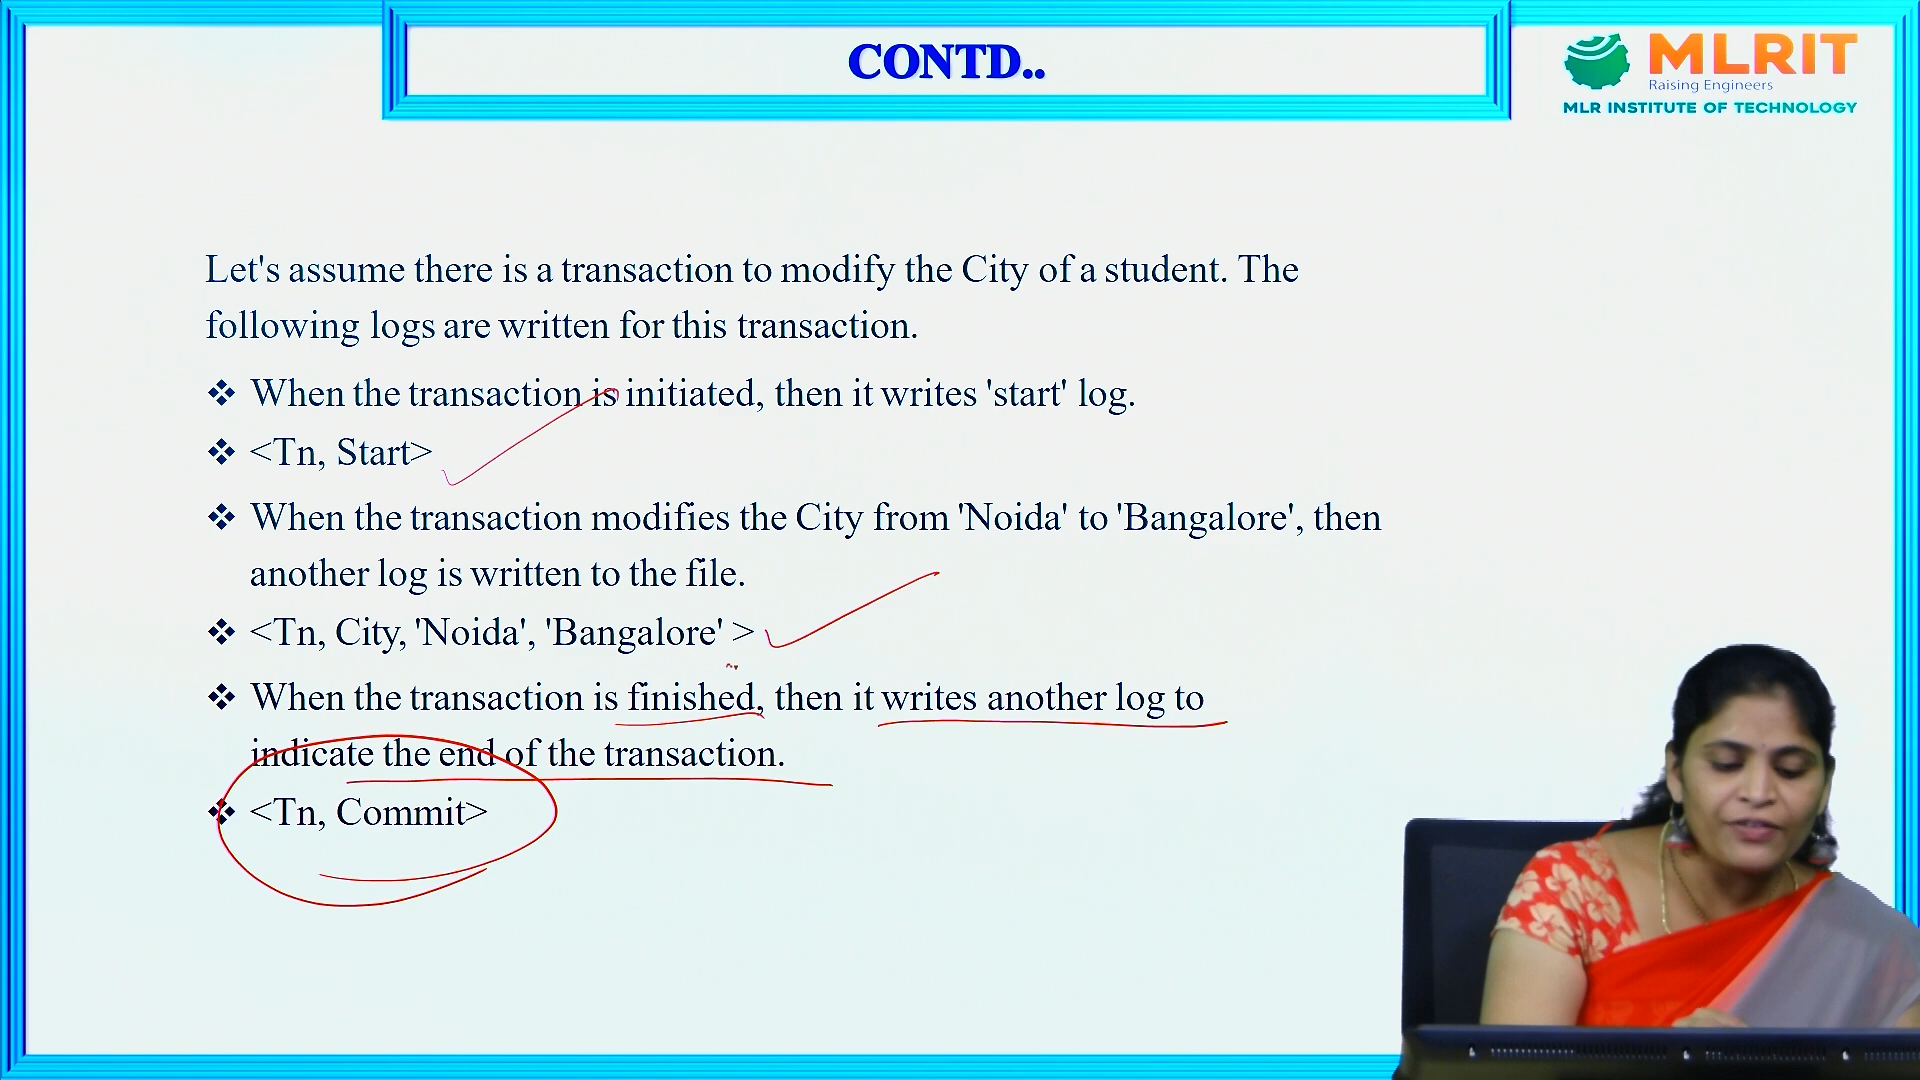 CONTD..
MLRIT
Raising Engineers
MLR INSTITUTE OF TECHNOLOGY
Let's assume there is a transaction to modify the City of a student. The
following logs are written for this transaction.
❖ When the transaction is initiated, then it writes 'start' log.
❖ <Tn, Start>
❖ When the transaction modifies the City from 'Noida' to 'Bangalore', then
another log is written to the file.
❖ <Tn, City, 'Noida', 'Bangalore' >
❖ When the transaction is finished, then it writes another log to
indicate the end of the transaction.
❖ <Tn, Commit>